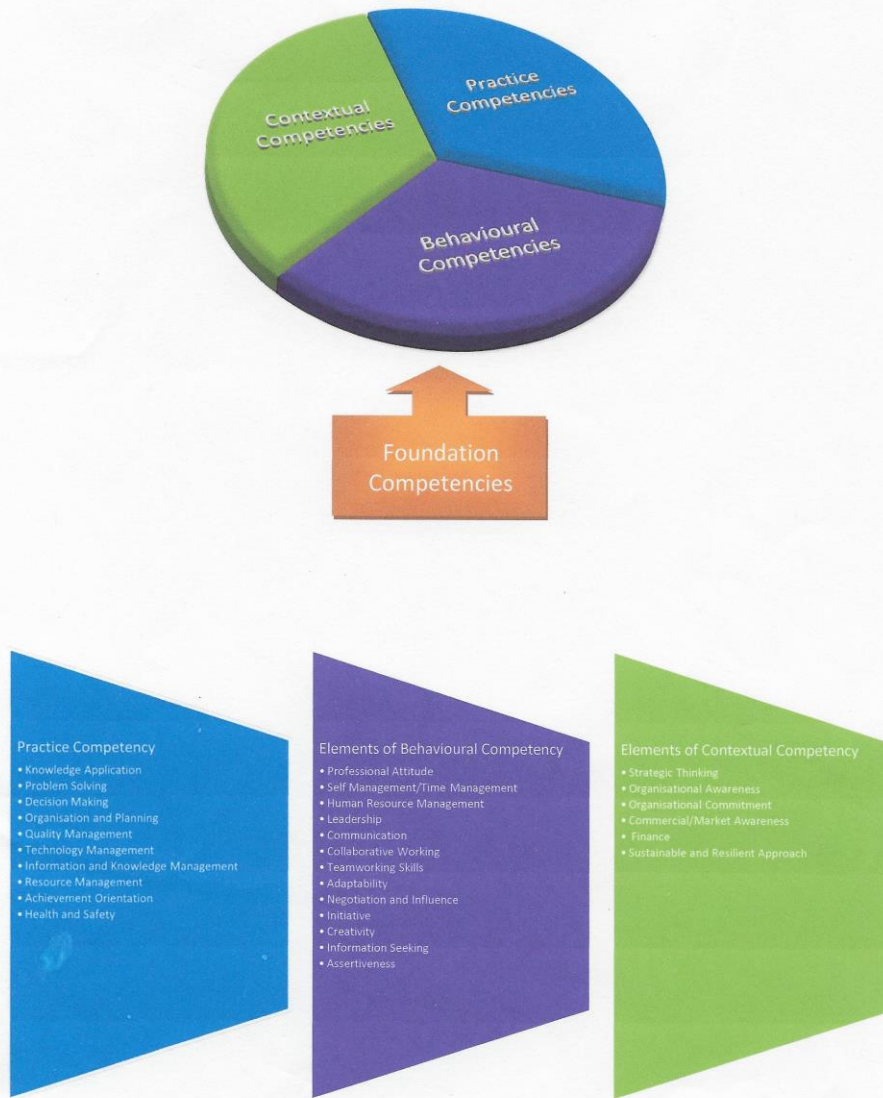 Contextual
Competencies
Practice
Competencies
Behavioural
Competencies
Foundation
Competencies
Practice Competency
• Knowledge Application
• Problem Solving
• Decision Making
• Organisation and Planning
• Quality Management
• Technology Management
• Information and Knowledge Management
• Resource Management
• Achievement Orientation
• Health and Safety
Elements of Behavioural Competency
• Professional Attitude
• Self Management/Time Management
• Human Resource Management
• Leadership
• Communication
• Collaborative Working
• Teamworking Skills
• Adaptability
• Negotiation and Influence
• Initiative
• Creativity
• Information Seeking
• Assertiveness
Elements of Contextual Competency
• Strategic Thinking
• Organisational Awareness
• Organisational Commitment
• Commercial/Market Awareness
• Finance
• Sustainable and Resilient Approach